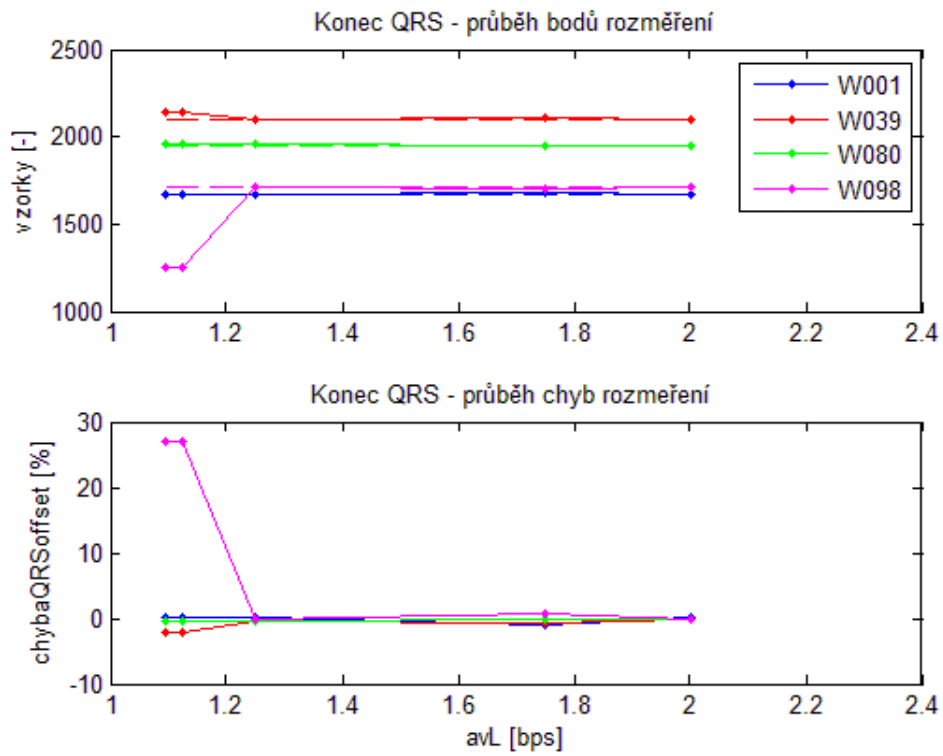 Konec QRS - průběh bodů rozměření
2500
2000
1500
1000
vzorky [-]
W001
W039
W080
W098
1 1.2 1.4 1.6 1.8 2 2.2 2.4
Konec QRS - průběh chyb rozmeření
30
20
10
0
-10
chybaQRSoffset [%]
1 1.2 1.4 1.6 1.8 2 2.2 2.4
avL [bps]